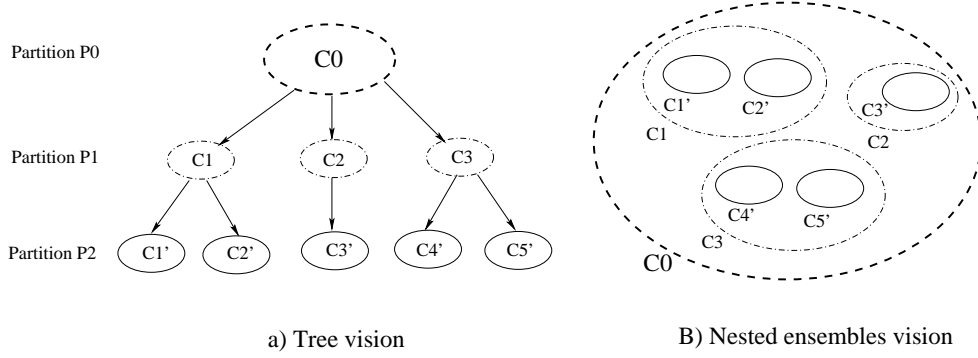 Partition P0
C0
Partition P1
C1
C2
C3
Partition P2
C1'
C2'
C3'
C4'
C5'
a) Tree vision
C1'
C2'
C1
C3'
C2
C4'
C5'
C3
C0
B) Nested ensembles vision